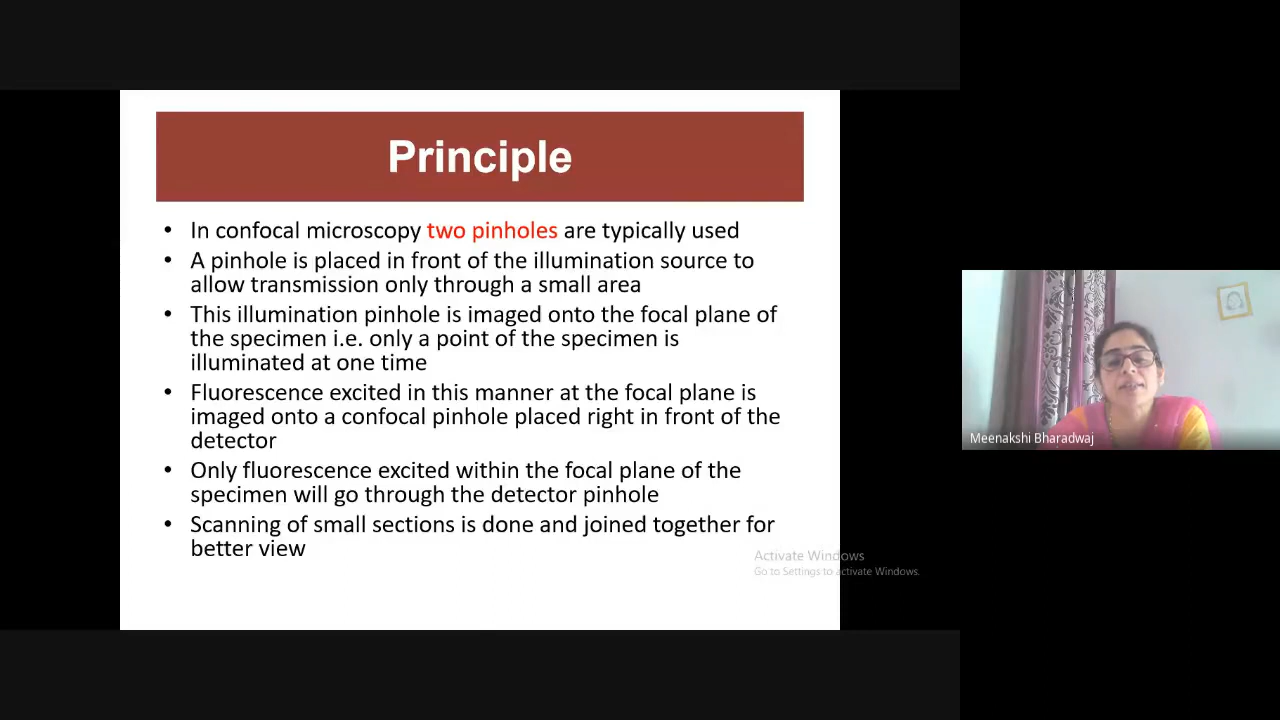 Principle
• In confocal microscopy two pinholes are typically used
• A pinhole is placed in front of the illumination source to
allow transmission only through a small area
• This illumination pinhole is imaged onto the focal plane of
the specimen i.e. only a point of the specimen is
illuminated at one time
• Fluorescence excited in this manner at the focal plane is
imaged onto a confocal pinhole placed right in front of the
detector
• Only fluorescence excited within the focal plane of the
specimen will go through the detector pinhole
• Scanning of small sections is done and joined together for
better view
Activate Windows
Go to Settings to activate Windows.
Meenakshi Bharadwaj